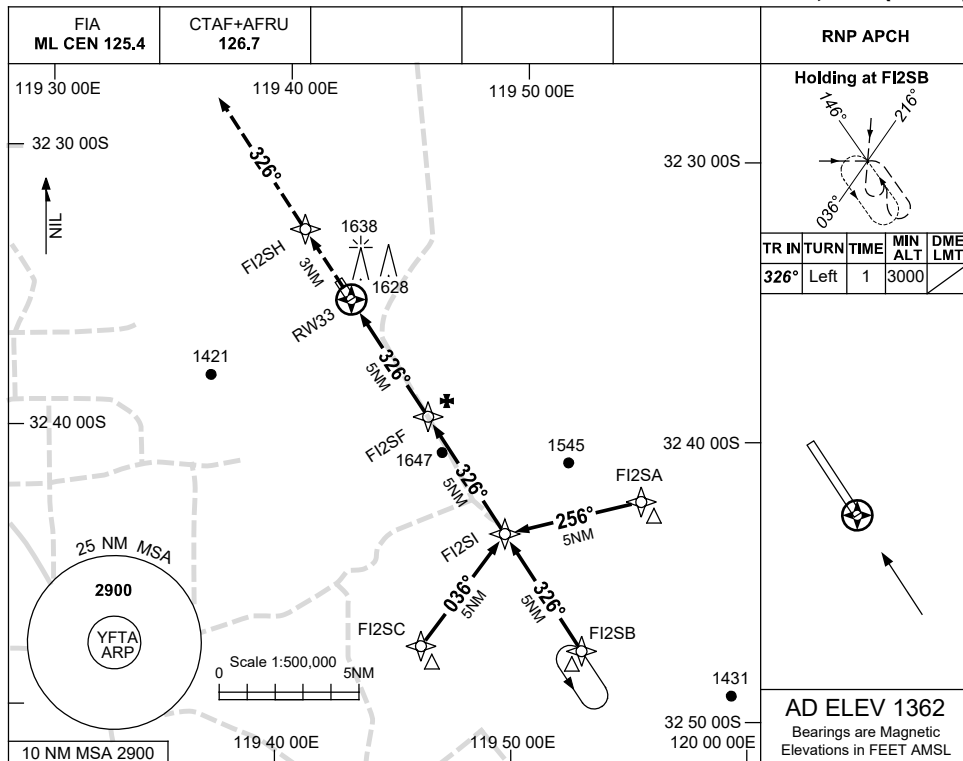 FIA
ML CEN 125.4
CTAF+AFRU
126.7
RNP APCH
119 30 00E
119 40 00E
119 50 00E
32 30 00S
32 30 00S
NIL
326°
FI2SH
3NM
1638
1628
RW33
1421
326°
5NM
32 40 00S
32 40 00S
FI2SF
1647
1545
326°
5NM
FI2SA
256°
5NM
FI2SI
036°
5NM
326°
5NM
FI2SC
FI2SB
25 NM MSA
2900
YFTA
ARP
Scale 1:500,000
0
5NM
1431
32 50 00S
10 NM MSA 2900
119 40 00E
119 50 00E
120 00 00E
Holding at FI2SB
146°
216°
036°
TR IN TURN TIME MIN ALT DME LMT
326° Left 1 3000
AD ELEV 1362
Bearings are Magnetic
Elevations in FEET AMSL